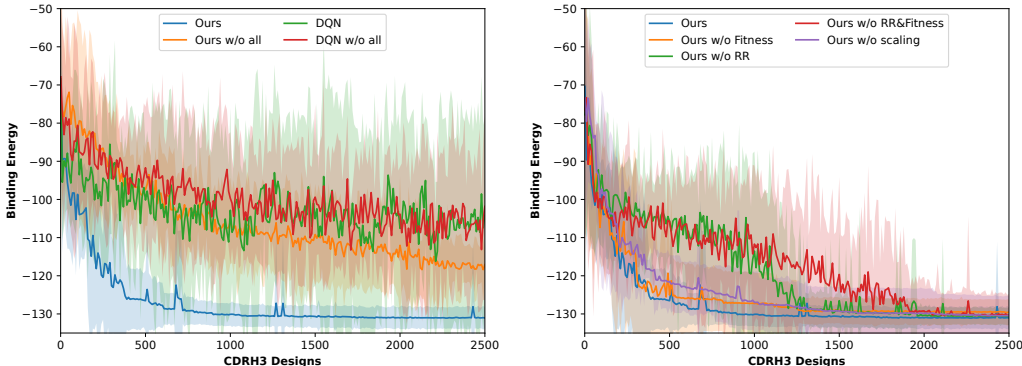 Ours
DQN
Ours w/o all
DQN w/o all
−50
−60
−70
−80
−90
−100
−110
−120
−130
Binding Energy
0
500
1000
1500
2000
2500
CDRH3 Designs
Ours
Ours w/o RR&Fitness
Ours w/o Fitness
Ours w/o scaling
Ours w/o RR
−50
−60
−70
−80
−90
−100
−110
−120
−130
Binding Energy
0
500
1000
1500
2000
2500
CDRH3 Designs